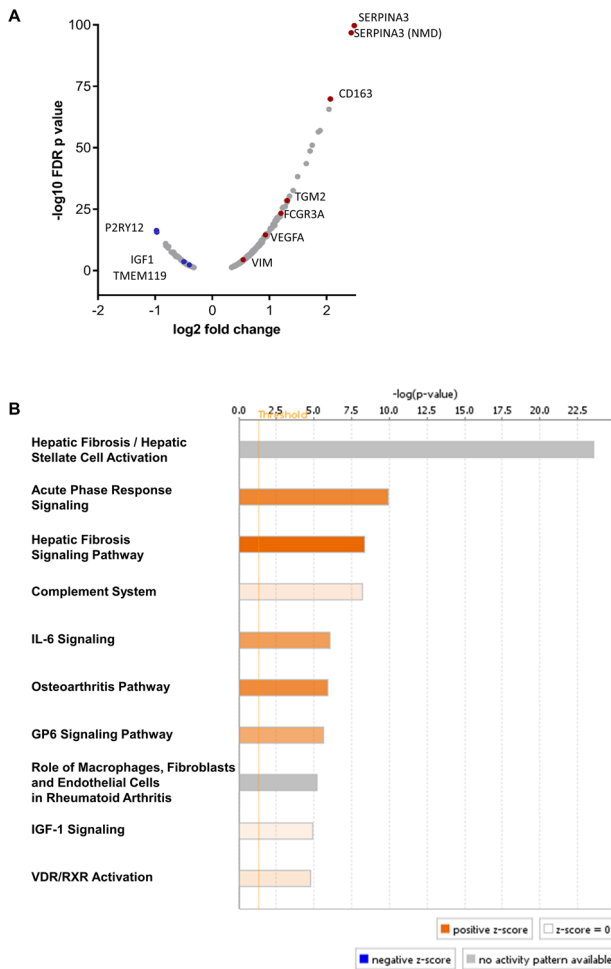 A
100
75
50
25
0
-2
-1
0
1
2
-log10 FDR p value
log2 fold change
SERPINA3
SERPINA3 (NMD)
CD163
TGM2
FCGR3A
VEGFA
VIM
P2RY12
IGF1
TMEM119
B
-log(p-value)
0.0 2.5 5.0 7.5 10.0 12.5 15.0 17.5 20.0 22.5
Threshold
Hepatic Fibrosis / Hepatic
Stellate Cell Activation
Acute Phase Response
Signaling
Hepatic Fibrosis
Signaling Pathway
Complement System
IL-6 Signaling
Osteoarthritis Pathway
GP6 Signaling Pathway
Role of Macrophages, Fibroblasts
and Endothelial Cells
in Rheumatoid Arthritis
IGF-1 Signaling
VDR/RXR Activation
positive z-score
z-score = 0
negative z-score
no activity pattern available